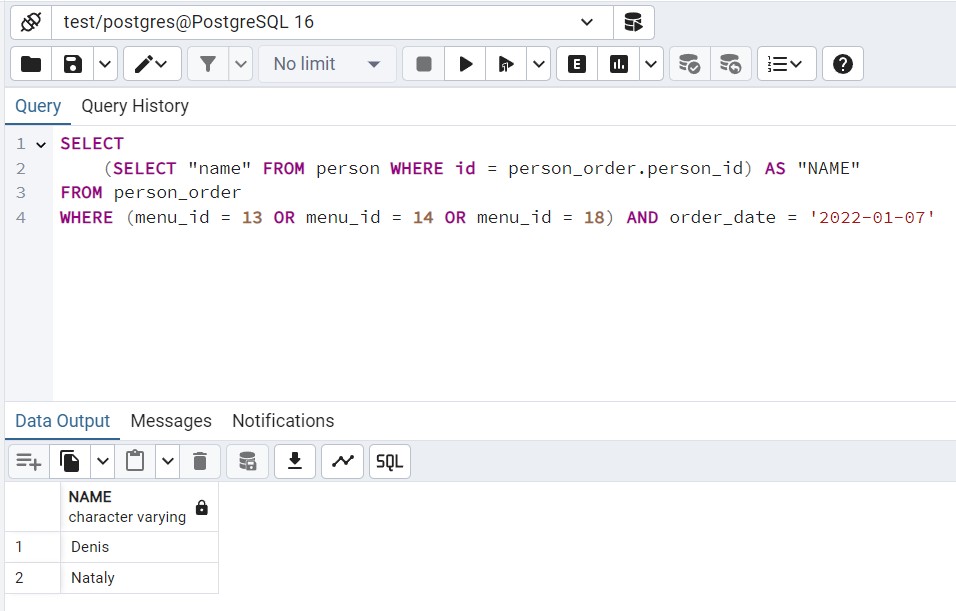 test/postgres@PostgreSQL 16
No limit
E
Query Query History
1 SELECT
2 (SELECT "name" FROM person WHERE id = person_order.person_id) AS "NAME"
3 FROM person_order
4 WHERE (menu_id = 13 OR menu_id = 14 OR menu_id = 18) AND order_date = '2022-01-07'
Data Output Messages Notifications
SQL
NAME
character varying
1 Denis
2 Nataly